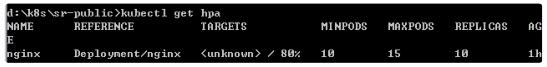 d:\k8s\sr-public>kubectl get hpa
NAME REFERENCE TARGETS MINPODS MAXPODS REPLICAS AG
E
nginx Deployment/nginx <unknown> / 80% 10 15 10 1h